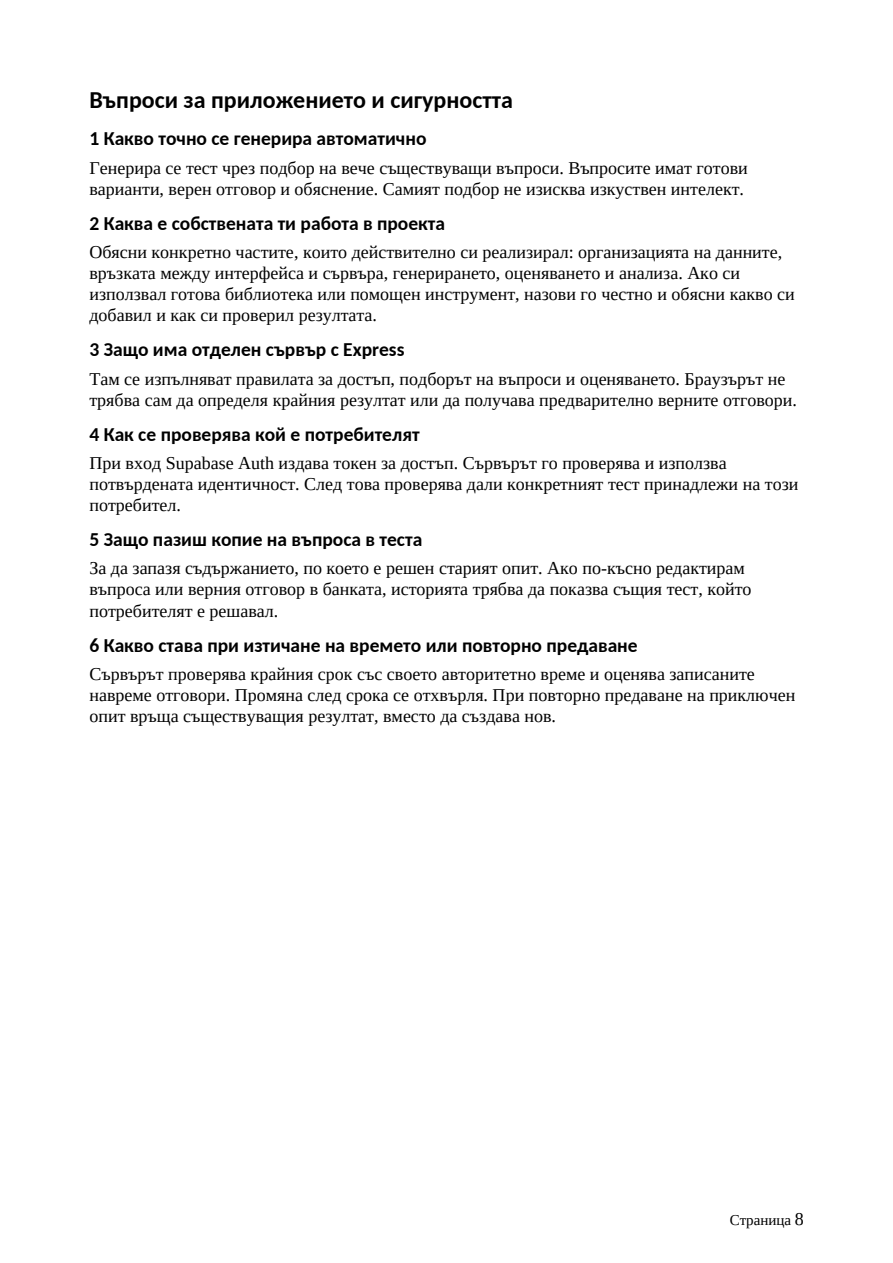 Въпроси за приложението и сигурността
1 Какво точно се генерира автоматично
Генерира се тест чрез подбор на вече съществуващи въпроси. Въпросите имат готови
варианти, верен отговор и обяснение. Самият подбор не изисква изкуствен интелект.
2 Каква е собствената ти работа в проекта
Обясни конкретно частите, които действително си реализирал: организацията на данните,
връзката между интерфейса и сървъра, генерирането, оценяването и анализа. Ако си
използвал готова библиотека или помощен инструмент, назови го честно и обясни какво си
добавил и как си проверил резултата.
3 Защо има отделен сървър с Express
Там се изпълняват правилата за достъп, подборът на въпроси и оценяването. Браузърът не
трябва сам да определя крайния резултат или да получава предварително верните отговори.
4 Как се проверява кой е потребителят
При вход Supabase Auth издава токен за достъп. Сървърът го проверява и използва
потвърдената идентичност. След това проверява дали конкретният тест принадлежи на този
потребител.
5 Защо пазиш копие на въпроса в теста
За да запазя съдържанието, по което е решен старият опит. Ако по-късно редактирам
въпроса или верния отговор в банката, историята трябва да показва същия тест, който
потребителят е решавал.
6 Какво става при изтичане на времето или повторно предаване
Сървърът проверява крайния срок със своето авторитетно време и оценява записаните
навреме отговори. Промяна след срока се отхвърля. При повторно предаване на приключен
опит връща съществуващия резултат, вместо да създава нов.
Страница 8